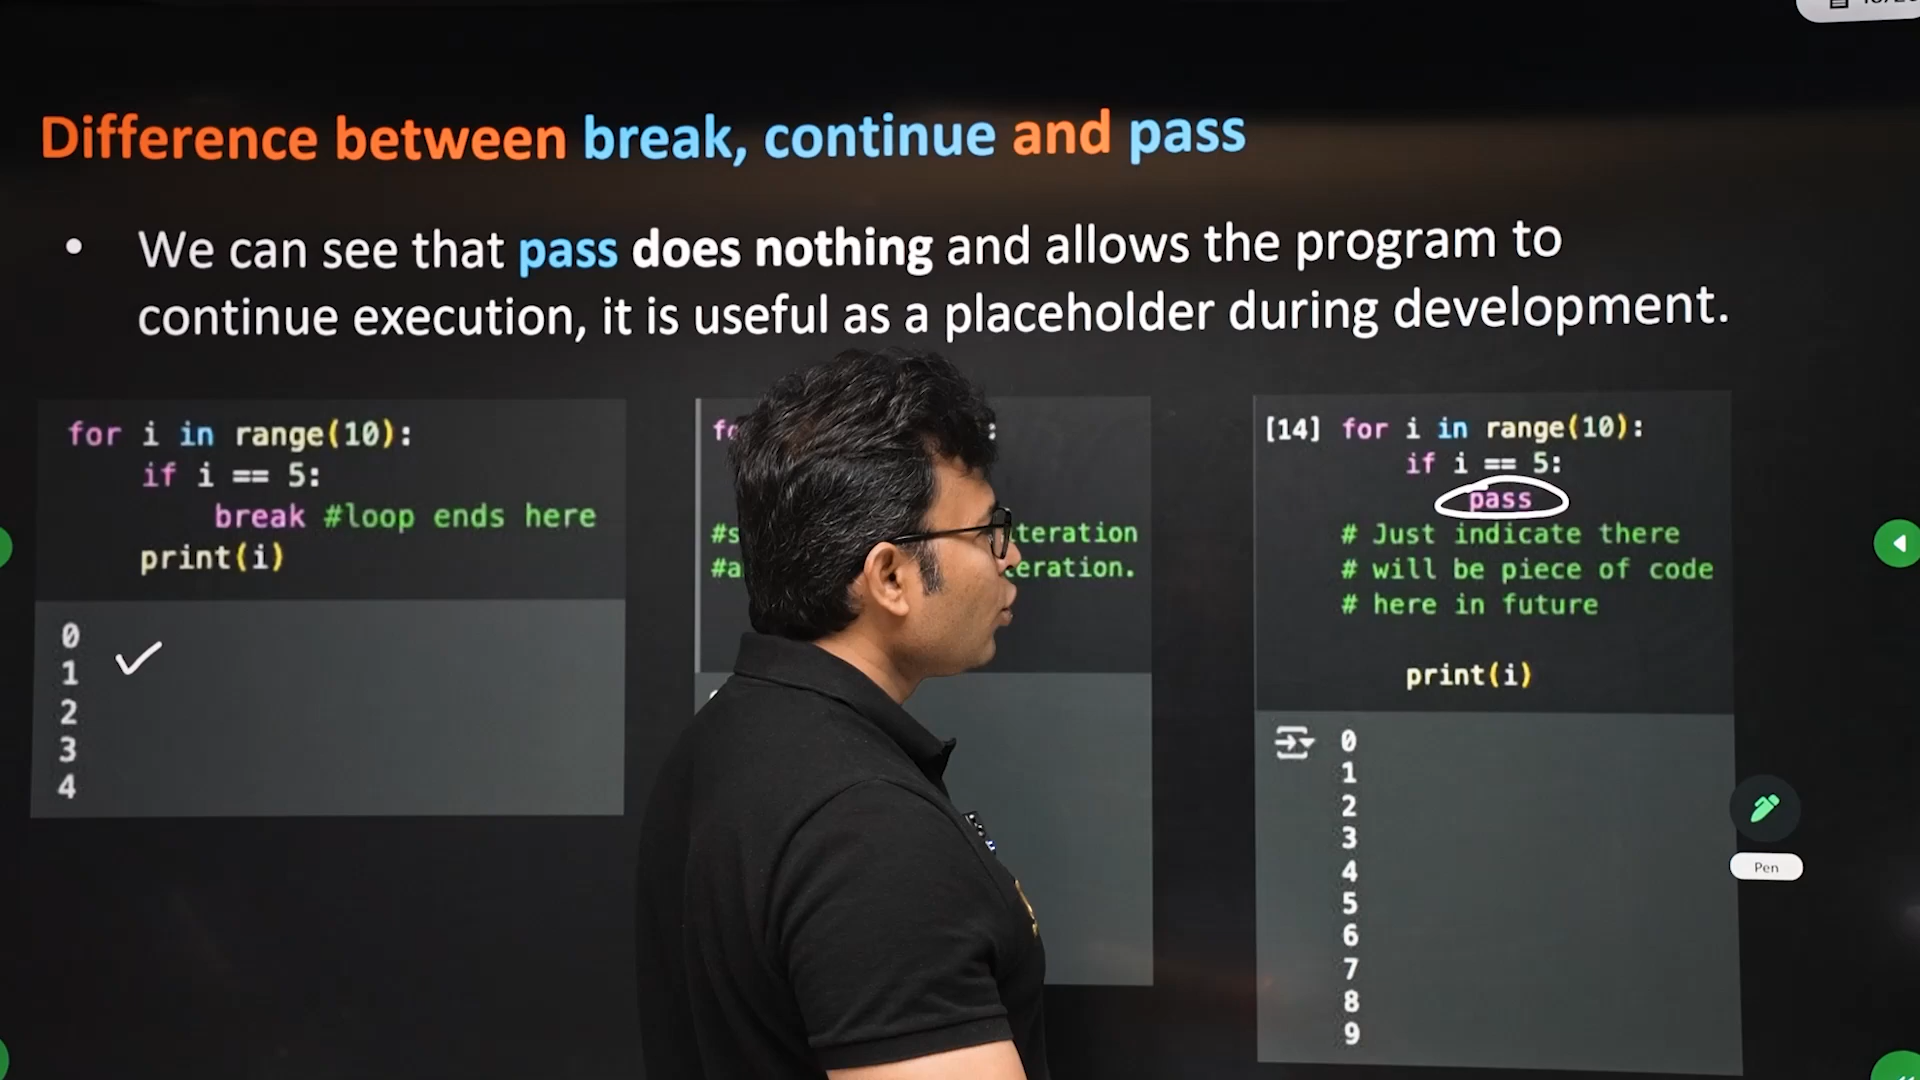 Difference between break, continue and pass
• We can see that pass does nothing and allows the program to
continue execution, it is useful as a placeholder during development.
for i in range(10):
if i == 5:
break #loop ends here
print(i)
0
1
2
3
4
[14] for i in range(10):
if i == 5:
pass
# Just indicate there
# will be piece of code
# here in future
print(i)
0
1
2
3
4
5
6
7
8
9
Pen